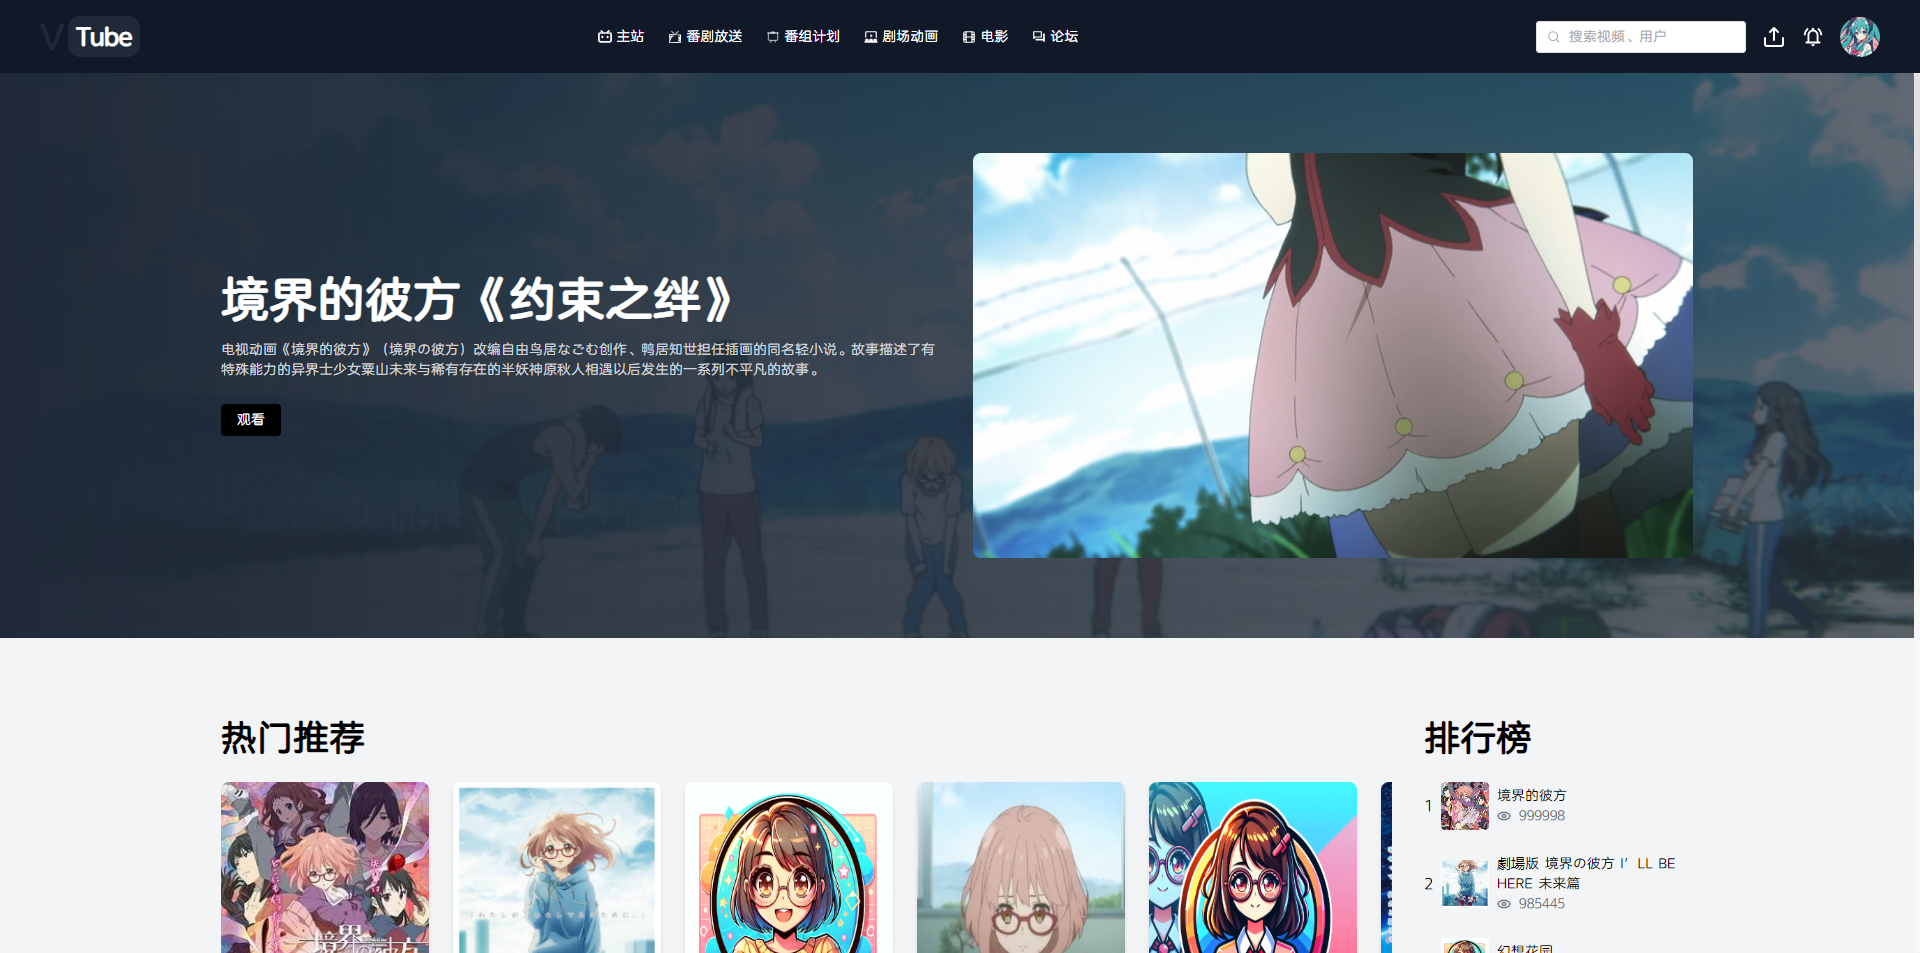 V Tube
主站
番剧放送
番组计划
剧场动画
电影
论坛
搜索视频、用户
境界的彼方《约束之绊》
电视动画《境界的彼方》（境界の彼方）改编自由鸟居なごむ创作、鸭居知世担任插画的同名轻小说。故事描述了有
特殊能力的异界士少女粟山未来与稀有存在的半妖神原秋人相遇以后发生的一系列不平凡的故事。
观看
热门推荐
排行榜
1
境界的彼方
999998
2
劇場版 境界の彼方 I’LL BE
HERE 未来篇
985445
幻想花园